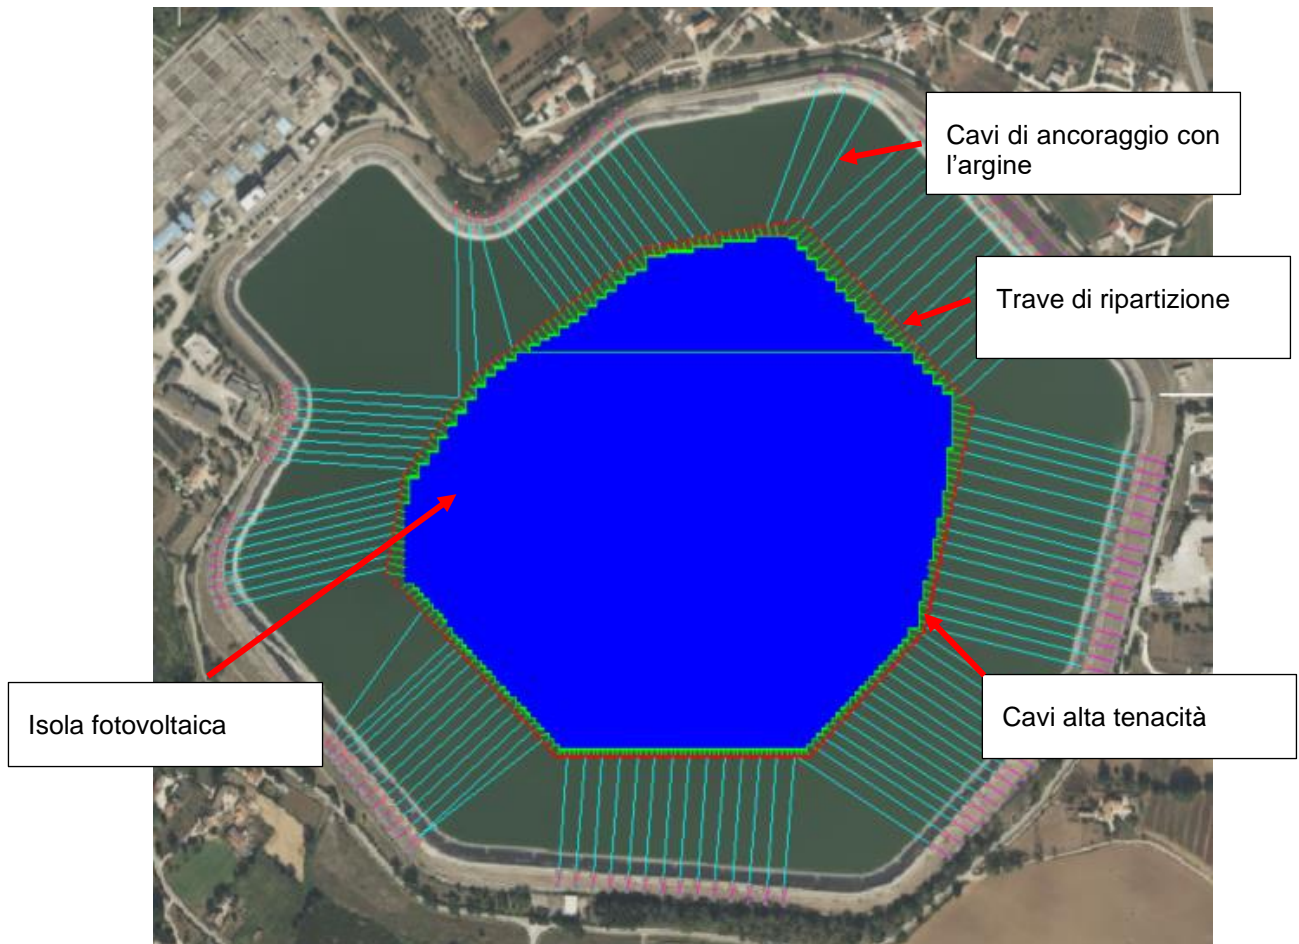 Cavi di ancoraggio con
l'argine
Trave di ripartizione
Isola fotovoltaica
Cavi alta tenacità